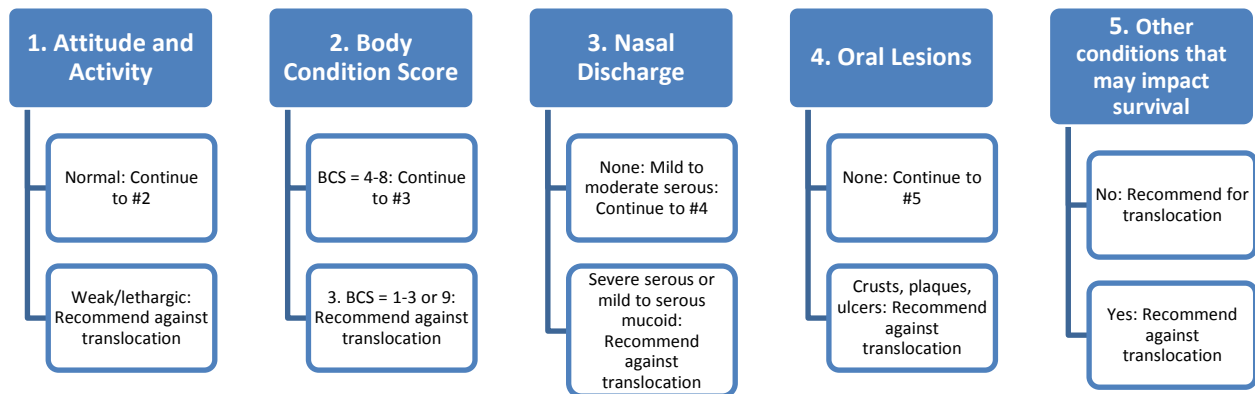 1. Attitude and
Activity
Normal: Continue
to #2
Weak/lethargic:
Recommend against
translocation
2. Body
Condition Score
BCS = 4-8: Continue
to #3
3. BCS = 1-3 or 9:
Recommend against
translocation
3. Nasal
Discharge
None: Mild to
moderate serous:
Continue to #4
Severe serous or
mild to serous
mucoid:
Recommend
against
translocation
4. Oral Lesions
None: Continue to
#5
Crusts, plaques,
ulcers: Recommend
against
translocation
5. Other
conditions that
may impact
survival
No: Recommend for
translocation
Yes: Recommend
against
translocation